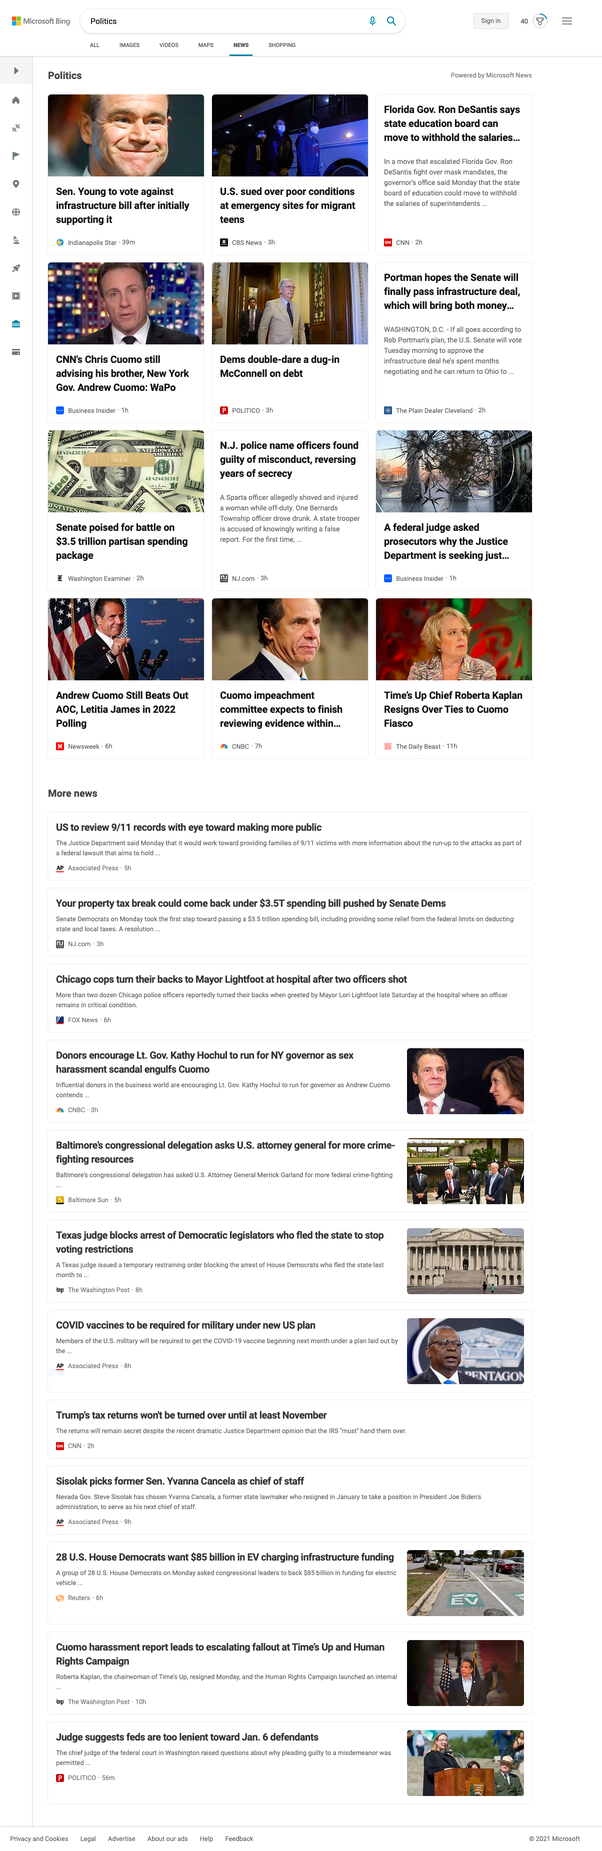 Microsoft Bing
Politics
Sign in
40
ALL IMAGES VIDEOS MAPS NEWS SHOPPING
Politics
Powered by Microsoft News
Sen. Young to vote against
infrastructure bill after initially
supporting it
Indianapolis Star · 39m
U.S. sued over poor conditions
at emergency sites for migrant
teens
CBS News · 3h
Florida Gov. Ron DeSantis says
state education board can
move to withhold the salaries...
In a move that escalated Florida Gov. Ron
DeSantis fight over mask mandates, the
governor's office said Monday that the state
board of education could move to withhold
the salaries of superintendents ...
CNN · 2h
CNN's Chris Cuomo still
advising his brother, New York
Gov. Andrew Cuomo: WaPo
Business Insider · 1h
Dems double-dare a dug-in
McConnell on debt
POLITICO · 3h
Portman hopes the Senate will
finally pass infrastructure deal,
which will bring both money...
WASHINGTON, D.C. - If all goes according to
Rob Portman's plan, the U.S. Senate will vote
Tuesday morning to approve the
infrastructure deal he's spent months
negotiating and he can return to Ohio to ...
The Plain Dealer Cleveland · 2h
Senate poised for battle on
$3.5 trillion partisan spending
package
Washington Examiner · 2h
N.J. police name officers found
guilty of misconduct, reversing
years of secrecy
A Sparta officer allegedly shoved and injured
a woman while off-duty. One Bernards
Township officer drove drunk. A state trooper
is accused of knowingly writing a false
report. For the first time, ...
NJ.com · 3h
A federal judge asked
prosecutors why the Justice
Department is seeking just...
Business Insider · 1h
Andrew Cuomo Still Beats Out
AOC, Letitia James in 2022
Polling
Newsweek · 6h
Cuomo impeachment
committee expects to finish
reviewing evidence within...
CNBC · 7h
Time's Up Chief Roberta Kaplan
Resigns Over Ties to Cuomo
Fiasco
The Daily Beast · 11h
More news
US to review 9/11 records with eye toward making more public
The Justice Department said Monday that it would work toward providing families of 9/11 victims with more information about the run-up to the attacks as part of
a federal lawsuit that aims to hold ...
AP Associated Press · 5h
Your property tax break could come back under $3.5T spending bill pushed by Senate Dems
Senate Democrats on Monday took the first step toward passing a $3.5 trillion spending bill, including providing some relief from the federal limits on deducting
state and local taxes. A resolution ...
NJ.com · 3h
Chicago cops turn their backs to Mayor Lightfoot at hospital after two officers shot
More than two dozen Chicago police officers reportedly turned their backs when greeted by Mayor Lori Lightfoot late Saturday at the hospital where an officer
remains in critical condition.
FOX News · 6h
Donors encourage Lt. Gov. Kathy Hochul to run for NY governor as sex
harassment scandal engulfs Cuomo
Influential donors in the business world are encouraging Lt. Gov. Kathy Hochul to run for governor as Andrew Cuomo
contends ...
CNBC · 3h
Baltimore's congressional delegation asks U.S. attorney general for more crime-
fighting resources
Baltimore's congressional delegation has asked U.S. Attorney General Merrick Garland for more federal crime-fighting
...
Baltimore Sun · 5h
Texas judge blocks arrest of Democratic legislators who fled the state to stop
voting restrictions
A Texas judge issued a temporary restraining order blocking the arrest of House Democrats who fled the state last
month to ...
wp The Washington Post · 8h
COVID vaccines to be required for military under new US plan
Members of the U.S. military will be required to get the COVID-19 vaccine beginning next month under a plan laid out by
the ...
AP Associated Press · 8h
PENTAGON
Trump's tax returns won't be turned over until at least November
The returns will remain secret despite the recent dramatic Justice Department opinion that the IRS "must" hand them over.
CNN · 2h
Sisolak picks former Sen. Yvanna Cancela as chief of staff
Nevada Gov. Steve Sisolak has chosen Yvanna Cancela, a former state lawmaker who resigned in January to take a position in President Joe Biden's
administration, to serve as his next chief of staff.
AP Associated Press · 9h
28 U.S. House Democrats want $85 billion in EV charging infrastructure funding
A group of 28 U.S. House Democrats on Monday asked congressional leaders to back $85 billion in funding for electric
vehicle ...
Reuters · 6h
EV
Cuomo harassment report leads to escalating fallout at Time's Up and Human
Rights Campaign
Roberta Kaplan, the chairwoman of Time's Up, resigned Monday, and the Human Rights Campaign launched an internal
...
wp The Washington Post · 10h
Judge suggests feds are too lenient toward Jan. 6 defendants
The chief judge of the federal court in Washington raised questions about why pleading guilty to a misdemeanor was
permitted ...
POLITICO · 56m
Privacy and Cookies Legal Advertise About our ads Help Feedback
© 2021 Microsoft